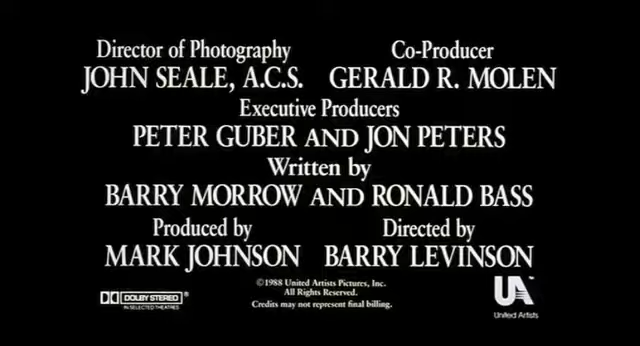 Director of Photography Co-Producer
JOHN SEALE, A.C.S. GERALD R. MOLEN
Executive Producers
PETER GUBER AND JON PETERS
Written by
BARRY MORROW AND RONALD BASS
Produced by Directed by
MARK JOHNSON BARRY LEVINSON
©1988 United Artists Pictures, Inc.
All Rights Reserved.
Credits may not represent final billing.
DOLBY STEREO®
IN SELECTED THEATRES
UA™
United Artists